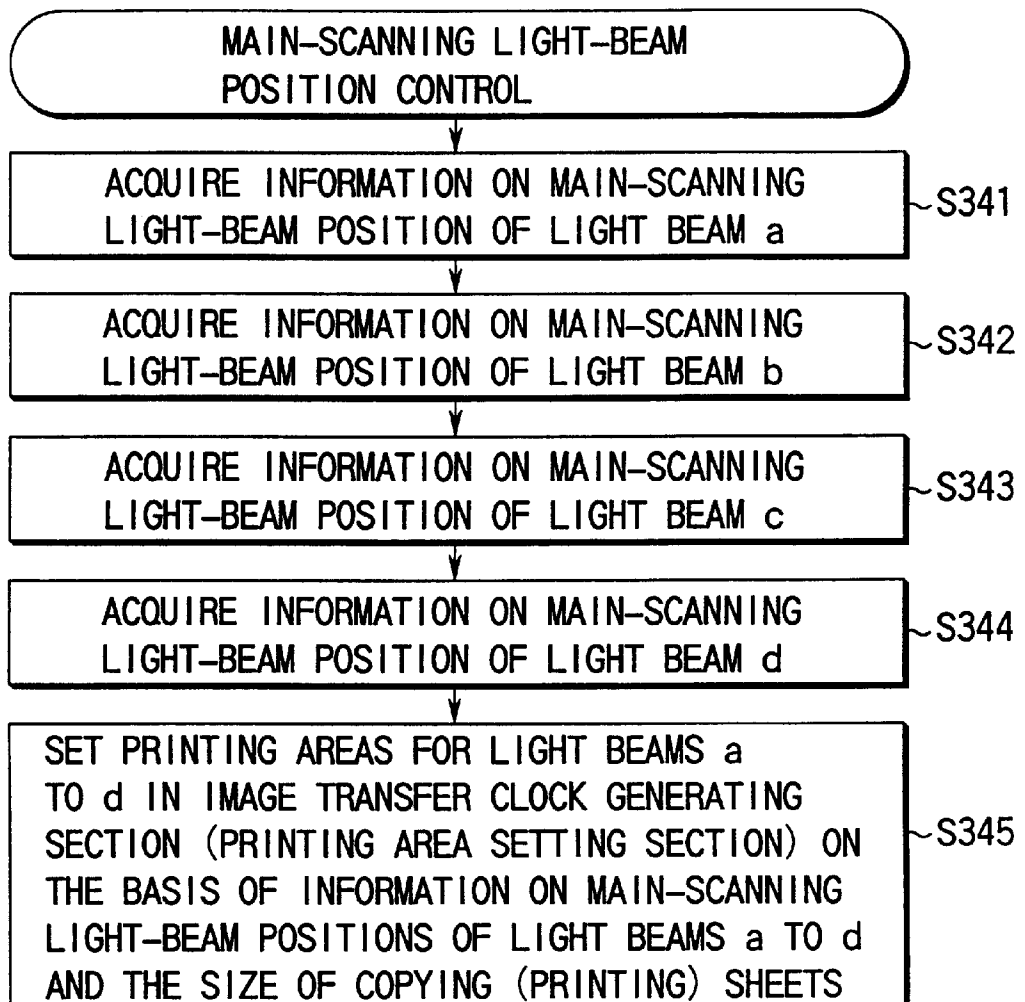 MAIN-SCANNING LIGHT-BEAM
POSITION CONTROL
ACQUIRE INFORMATION ON MAIN-SCANNING
LIGHT-BEAM POSITION OF LIGHT BEAM a
~S341
ACQUIRE INFORMATION ON MAIN-SCANNING
LIGHT-BEAM POSITION OF LIGHT BEAM b
~S342
ACQUIRE INFORMATION ON MAIN-SCANNING
LIGHT-BEAM POSITION OF LIGHT BEAM c
~S343
ACQUIRE INFORMATION ON MAIN-SCANNING
LIGHT-BEAM POSITION OF LIGHT BEAM d
~S344
SET PRINTING AREAS FOR LIGHT BEAMS a
TO d IN IMAGE TRANSFER CLOCK GENERATING
SECTION (PRINTING AREA SETTING SECTION) ON
THE BASIS OF INFORMATION ON MAIN-SCANNING
LIGHT-BEAM POSITIONS OF LIGHT BEAMS a TO d
AND THE SIZE OF COPYING (PRINTING) SHEETS
~S345